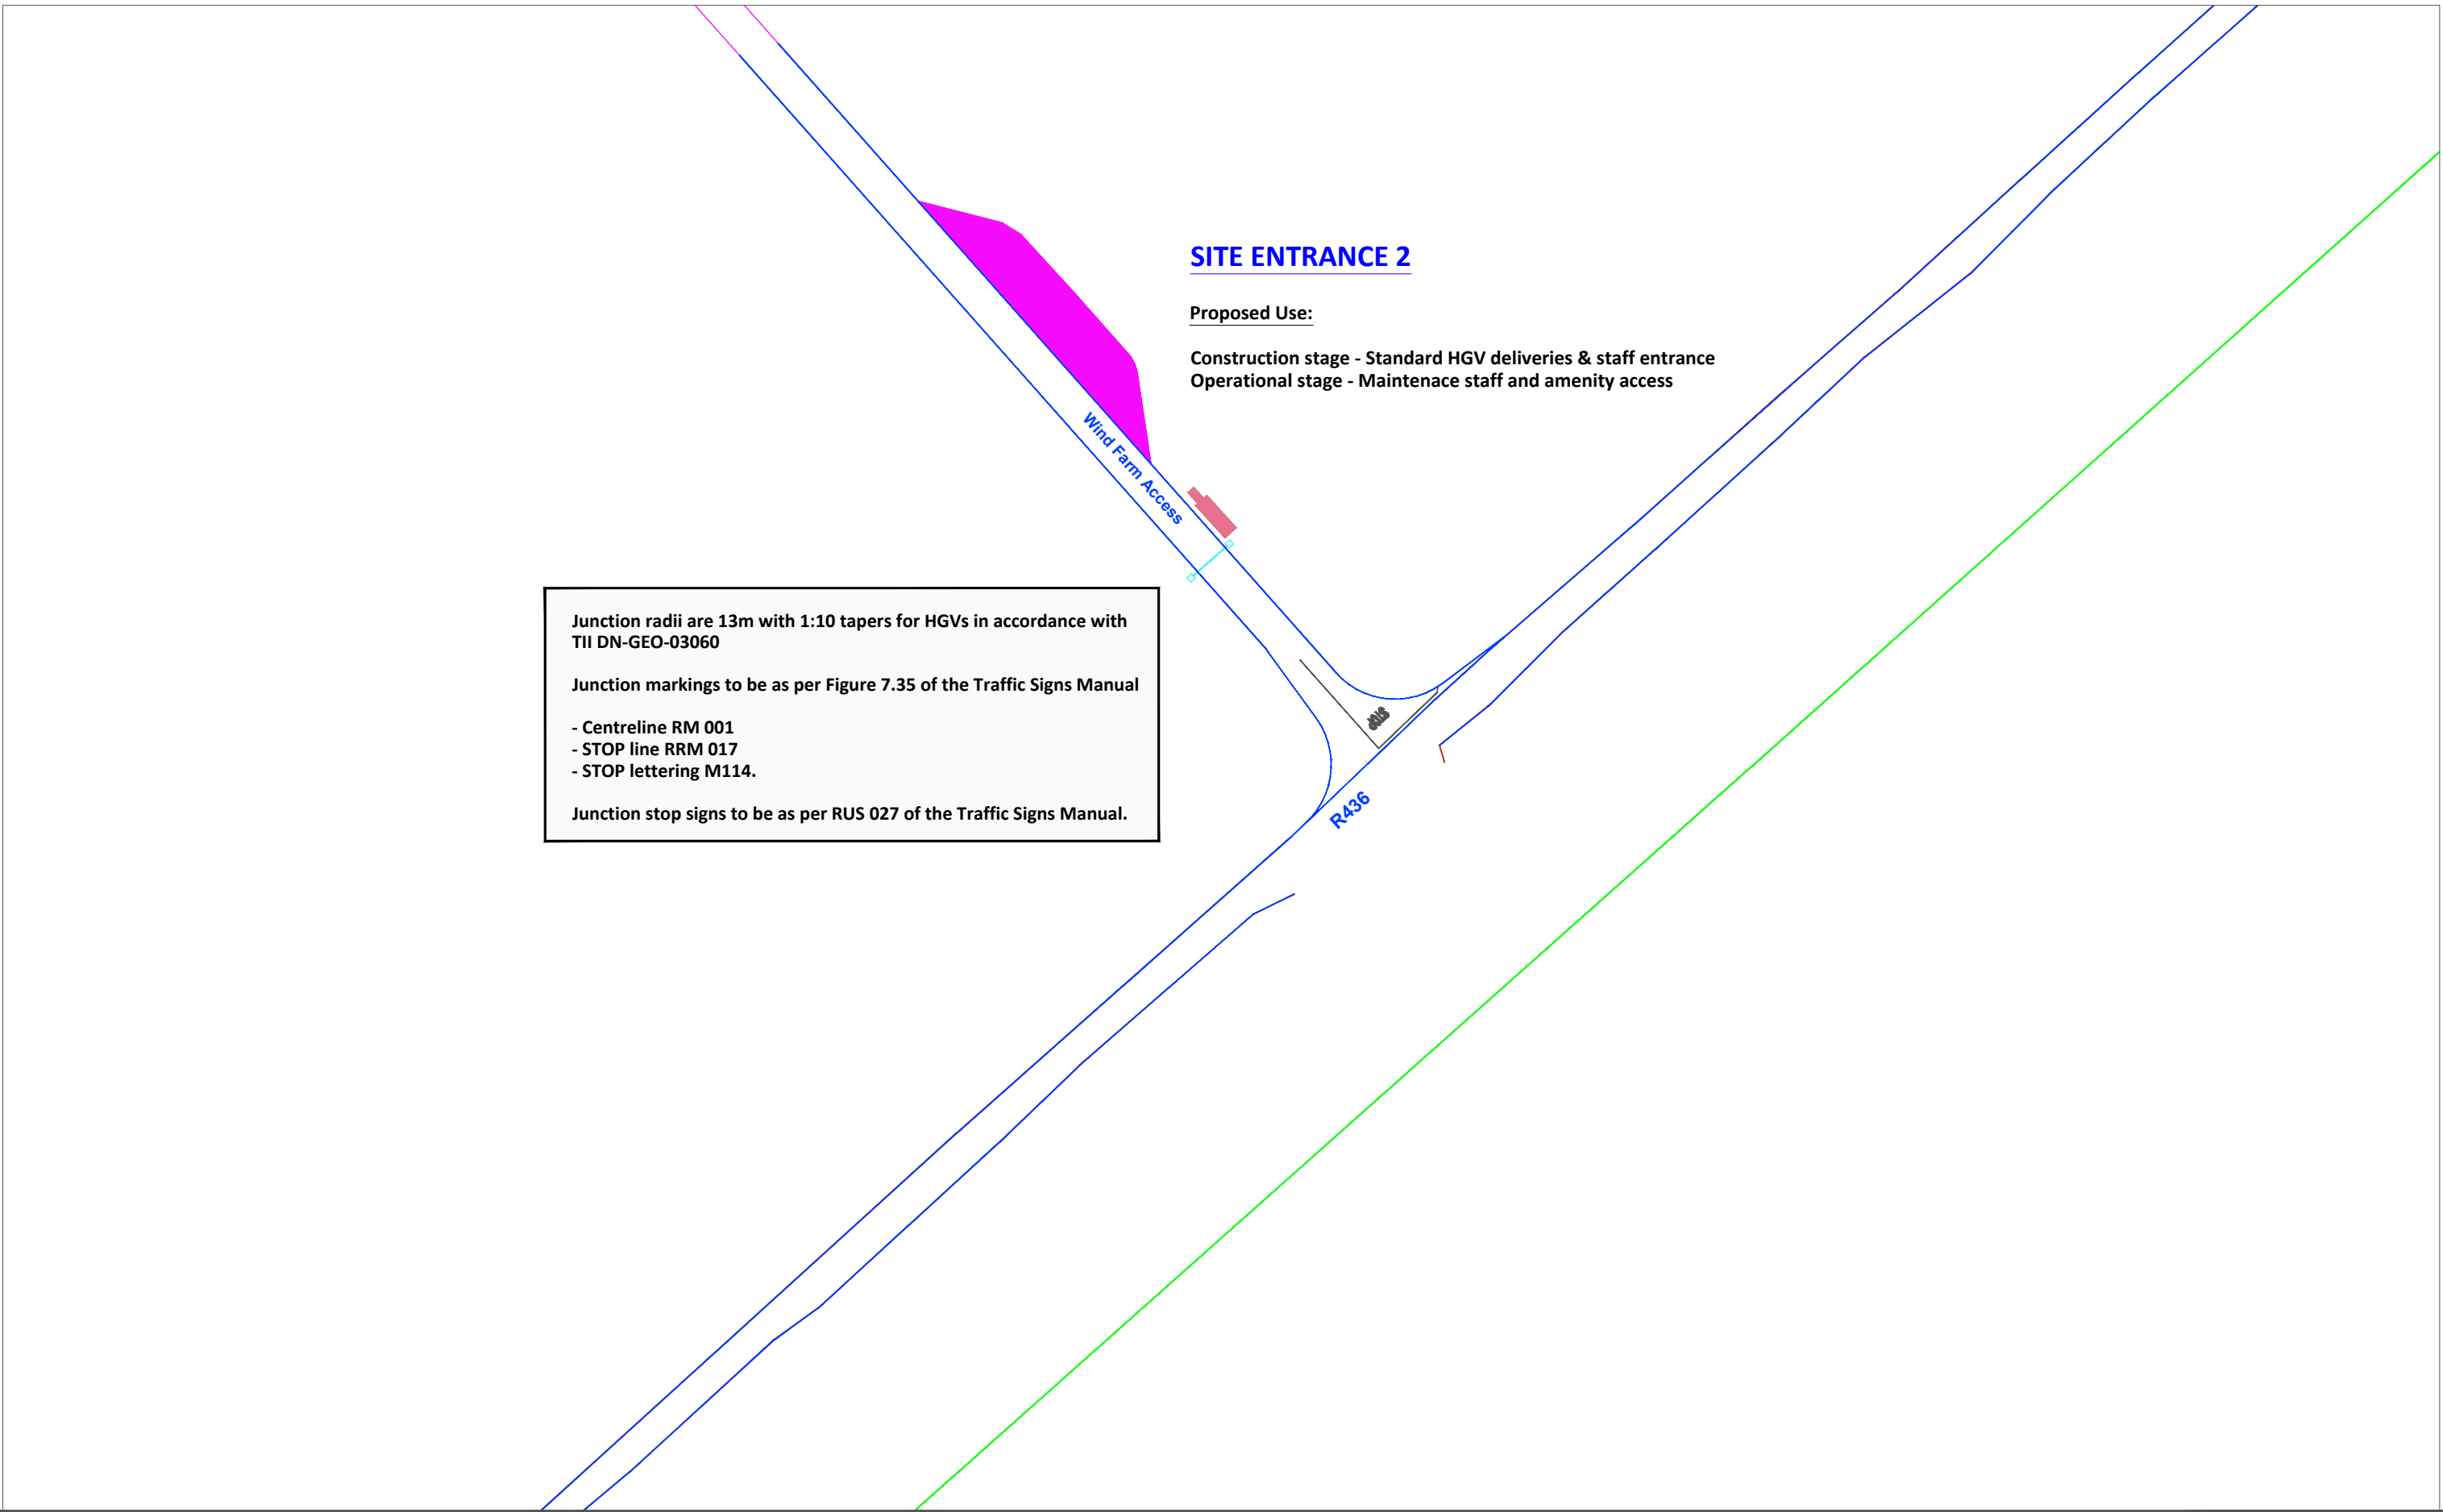 SITE ENTRANCE 2
Proposed Use:
Construction stage - Standard HGV deliveries & staff entrance
Operational stage - Maintenace staff and amenity access
Wind Farm Access
Junction radii are 13m with 1:10 tapers for HGVs in accordance with
TII DN-GEO-03060
Junction markings to be as per Figure 7.35 of the Traffic Signs Manual
- Centreline RM 001
- STOP line RRM 017
- STOP lettering M114.
Junction stop signs to be as per RUS 027 of the Traffic Signs Manual.
STOP
R436